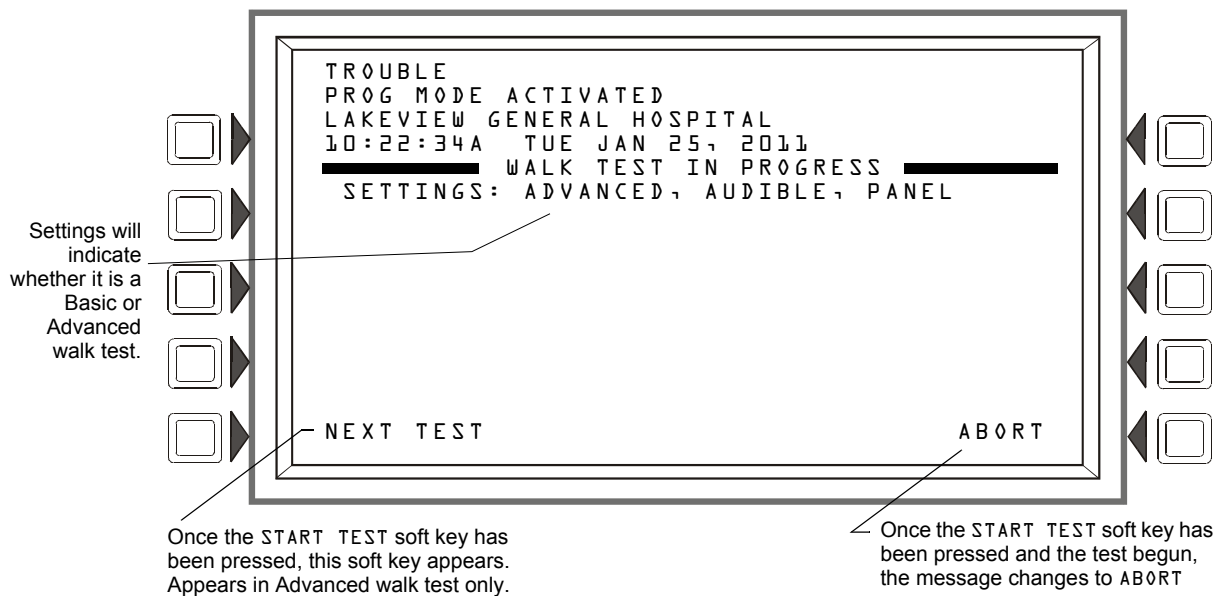 TROUBLE
PROG MODE ACTIVATED
LAKEVIEW GENERAL HOSPITAL
10:22:34A TUE JAN 25, 2011
WALK TEST IN PROGRESS
SETTINGS: ADVANCED, AUDIBLE, PANEL
Settings will
indicate
whether it is a
Basic or
Advanced
walk test.
NEXT TEST
ABORT
Once the START TEST soft key has
been pressed, this soft key appears.
Appears in Advanced walk test only.
Once the START TEST soft key has
been pressed and the test begun,
the message changes to ABORT